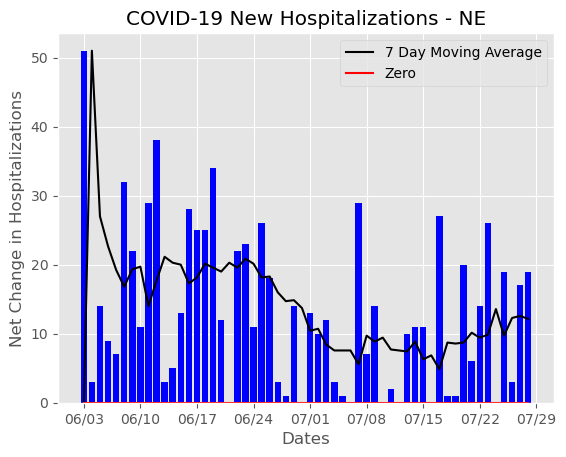 COVID-19 New Hospitalizations - NE
7 Day Moving Average
Zero
Net Change in Hospitalizations
50
40
30
20
10
0
06/03 06/10 06/17 06/24 07/01 07/08 07/15 07/22 07/29
Dates